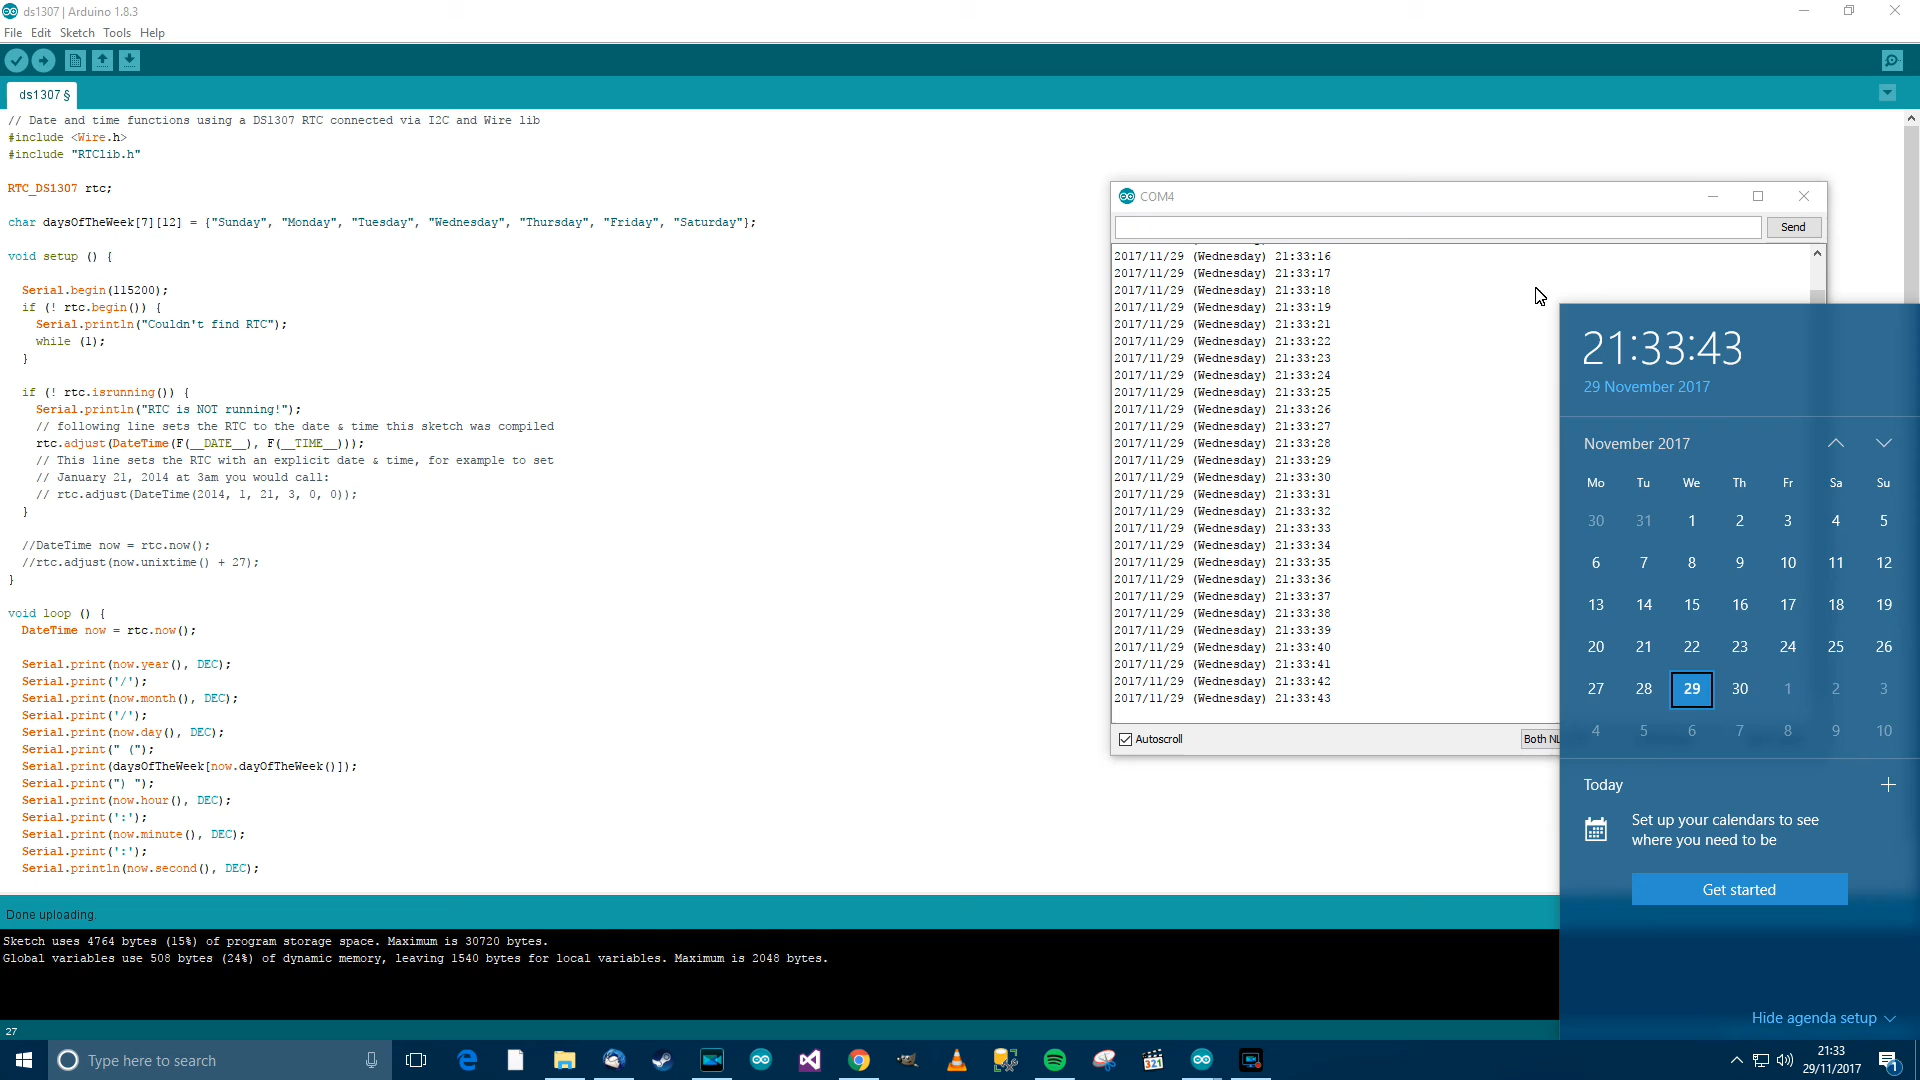 ds1307 | Arduino 1.8.3
File Edit Sketch Tools Help
ds1307 §
// Date and time functions using a DS1307 RTC connected via I2C and Wire lib
#include <Wire.h>
#include "RTClib.h"
RTC_DS1307 rtc;
char daysOfTheWeek[7][12] = {"Sunday", "Monday", "Tuesday", "Wednesday", "Thursday", "Friday", "Saturday"};
void setup () {
Serial.begin(115200);
if (! rtc.begin()) {
Serial.println("Couldn't find RTC");
while (1);
}
if (! rtc.isrunning()) {
Serial.println("RTC is NOT running!");
// following line sets the RTC to the date & time this sketch was compiled
rtc.adjust(DateTime(F(__DATE__), F(__TIME__)));
// This line sets the RTC with an explicit date & time, for example to set
// January 21, 2014 at 3am you would call:
// rtc.adjust(DateTime(2014, 1, 21, 3, 0, 0));
}
//DateTime now = rtc.now();
//rtc.adjust(now.unixtime() + 27);
}
void loop () {
DateTime now = rtc.now();
Serial.print(now.year(), DEC);
Serial.print('/');
Serial.print(now.month(), DEC);
Serial.print('/');
Serial.print(now.day(), DEC);
Serial.print(" (");
Serial.print(daysOfTheWeek[now.dayOfTheWeek()]);
Serial.print(") ");
Serial.print(now.hour(), DEC);
Serial.print(':');
Serial.print(now.minute(), DEC);
Serial.print(':');
Serial.println(now.second(), DEC);
COM4
Send
2017/11/29 (Wednesday) 21:33:16
2017/11/29 (Wednesday) 21:33:17
2017/11/29 (Wednesday) 21:33:18
2017/11/29 (Wednesday) 21:33:19
2017/11/29 (Wednesday) 21:33:21
2017/11/29 (Wednesday) 21:33:22
2017/11/29 (Wednesday) 21:33:23
2017/11/29 (Wednesday) 21:33:24
2017/11/29 (Wednesday) 21:33:25
2017/11/29 (Wednesday) 21:33:26
2017/11/29 (Wednesday) 21:33:27
2017/11/29 (Wednesday) 21:33:28
2017/11/29 (Wednesday) 21:33:29
2017/11/29 (Wednesday) 21:33:30
2017/11/29 (Wednesday) 21:33:31
2017/11/29 (Wednesday) 21:33:32
2017/11/29 (Wednesday) 21:33:33
2017/11/29 (Wednesday) 21:33:34
2017/11/29 (Wednesday) 21:33:35
2017/11/29 (Wednesday) 21:33:36
2017/11/29 (Wednesday) 21:33:37
2017/11/29 (Wednesday) 21:33:38
2017/11/29 (Wednesday) 21:33:39
2017/11/29 (Wednesday) 21:33:40
2017/11/29 (Wednesday) 21:33:41
2017/11/29 (Wednesday) 21:33:42
2017/11/29 (Wednesday) 21:33:43
Autoscroll
Both NL
21:33:43
29 November 2017
November 2017
Mo Tu We Th Fr Sa Su
30 31 1 2 3 4 5
6 7 8 9 10 11 12
13 14 15 16 17 18 19
20 21 22 23 24 25 26
27 28 29 30 1 2 3
4 5 6 7 8 9 10
Today
Set up your calendars to see
where you need to be
Get started
Hide agenda setup
Done uploading.
Sketch uses 4764 bytes (15%) of program storage space. Maximum is 30720 bytes.
Global variables use 508 bytes (24%) of dynamic memory, leaving 1540 bytes for local variables. Maximum is 2048 bytes.
27
Type here to search
321
21:33
29/11/2017
1